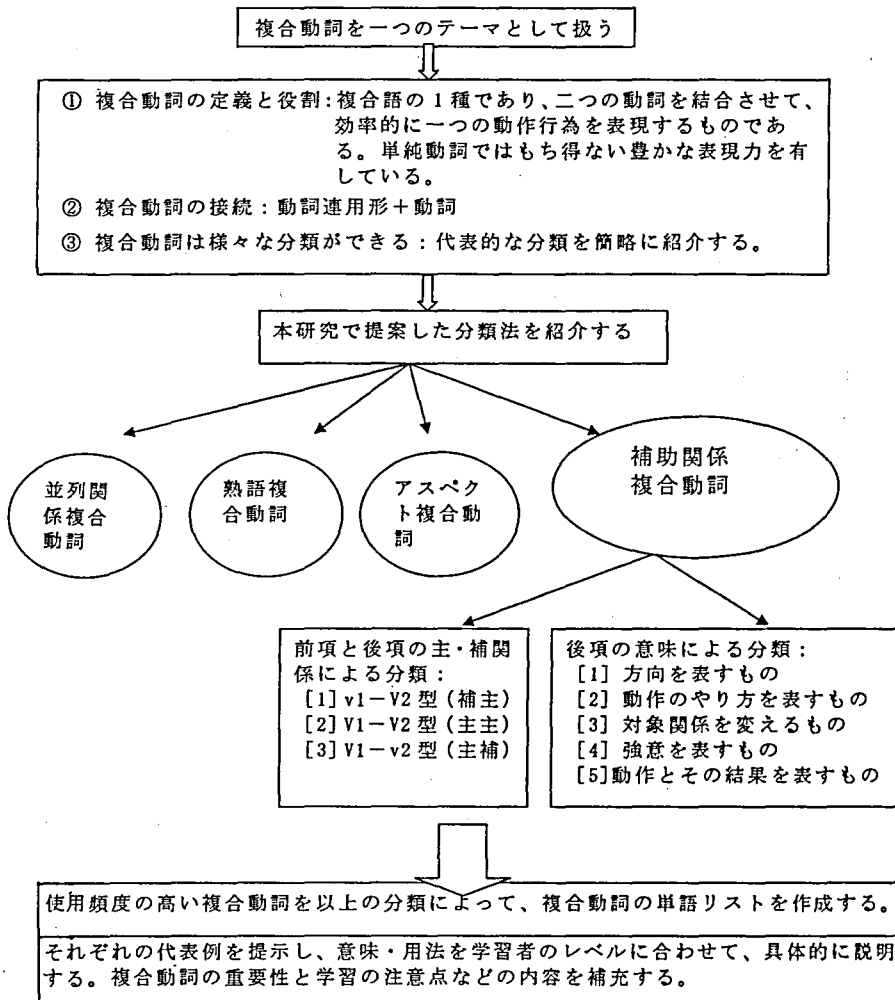 複合動詞を一つのテーマとして扱う
① 複合動詞の定義と役割:複合語の1種であり、二つの動詞を結合させて、
効率的に一つの動作行為を表現するものであ
る。単純動詞ではもち得ない豊かな表現力を有
している。
② 複合動詞の接続:動詞連用形+動詞
③ 複合動詞は様々な分類ができる:代表的な分類を簡略に紹介する。
本研究で提案した分類法を紹介する
並列関
係複合
動詞
熟語複
合動詞
アスペク
ト複合動
詞
補助関係
複合動詞
前項と後項の主・補関
係による分類:
[1] v1-V2型(補主)
[2] V1-V2型(主主)
[3] V1-v2型(主補)
後項の意味による分類:
[1] 方向を表すもの
[2] 動作のやり方を表すもの
[3] 対象関係を変えるもの
[4] 強意を表すもの
[5]動作とその結果を表すもの
使用頻度の高い複合動詞を以上の分類によって、複合動詞の単語リストを作成する。
それぞれの代表例を提示し、意味・用法を学習者のレベルに合わせて、具体的に説明
する。複合動詞の重要性と学習の注意点などの内容を補充する。